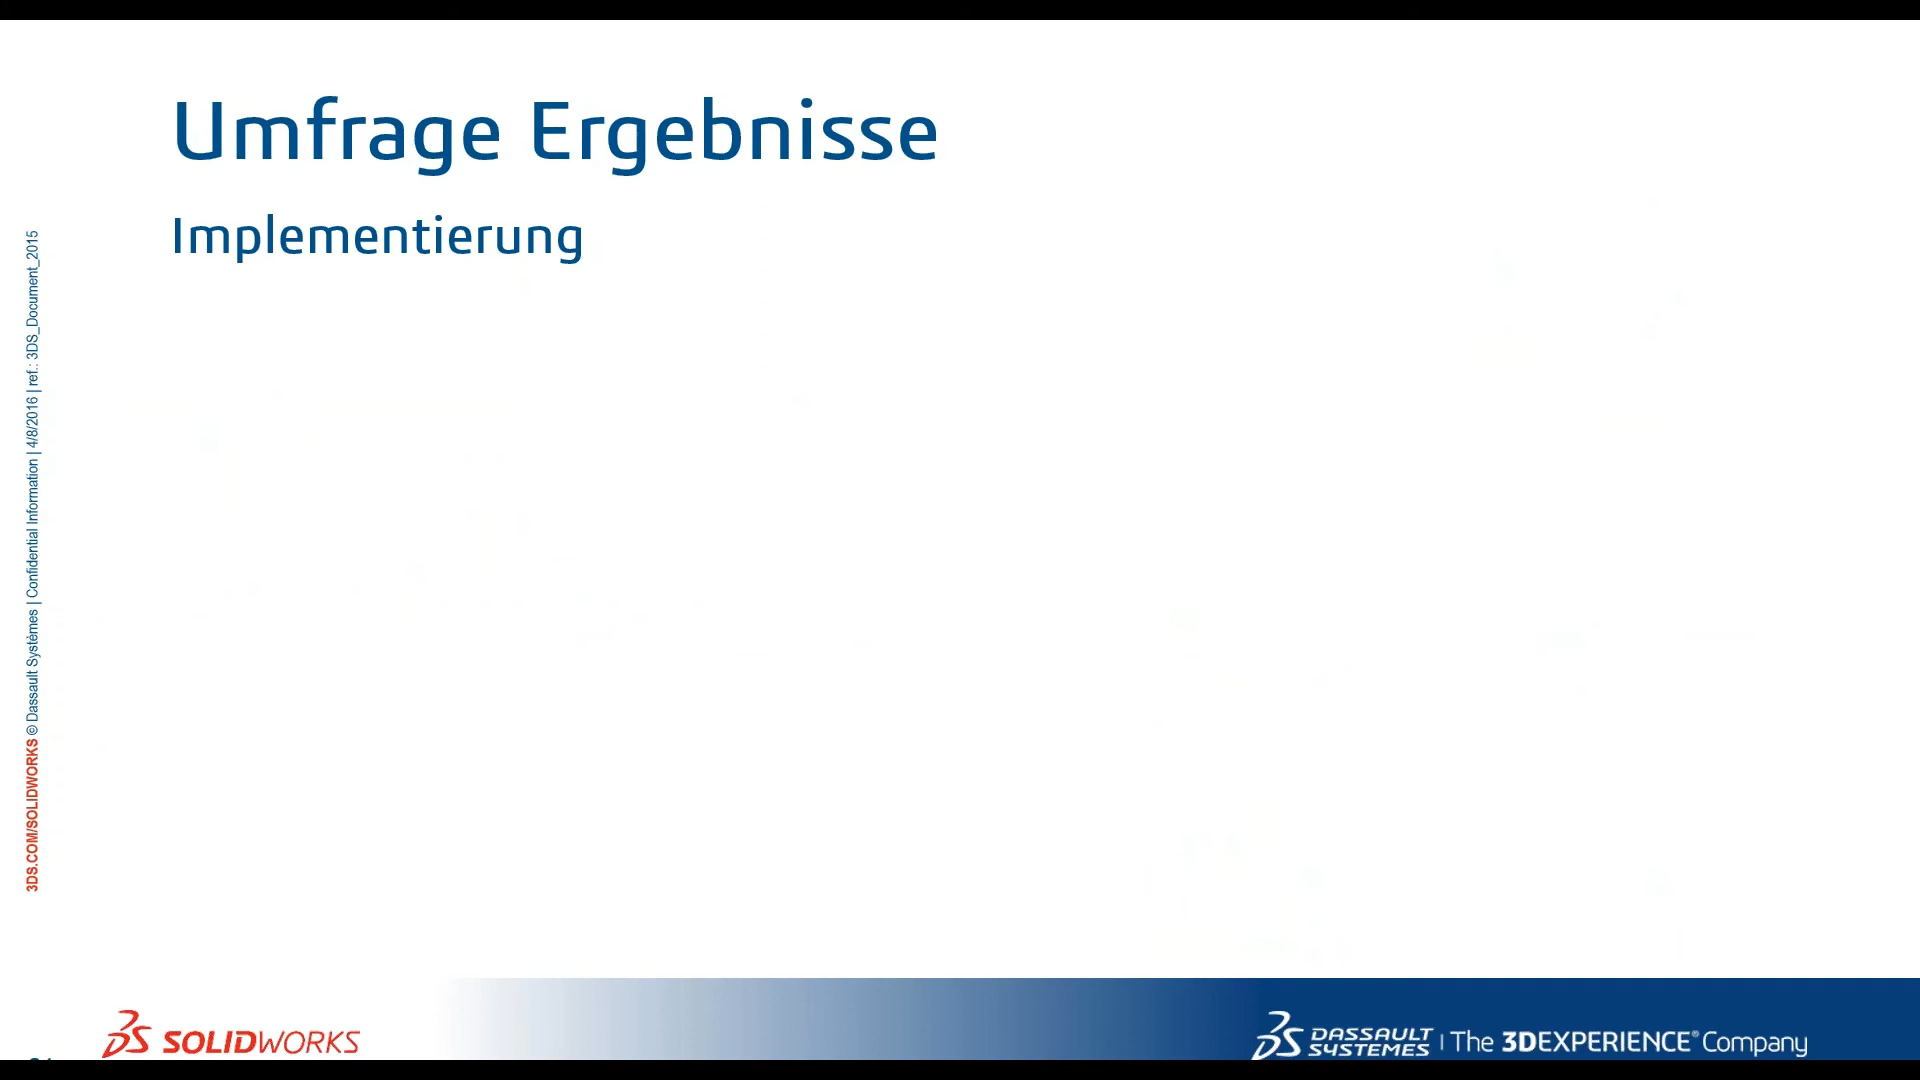 Umfrage Ergebnisse
Implementierung
3DS.COM/SOLIDWORKS © Dassault Systèmes | Confidential Information | 4/8/2016 | ref.: 3DS_Document_2015
SOLIDWORKS
DASSAULT SYSTEMES | The 3DEXPERIENCE® Company